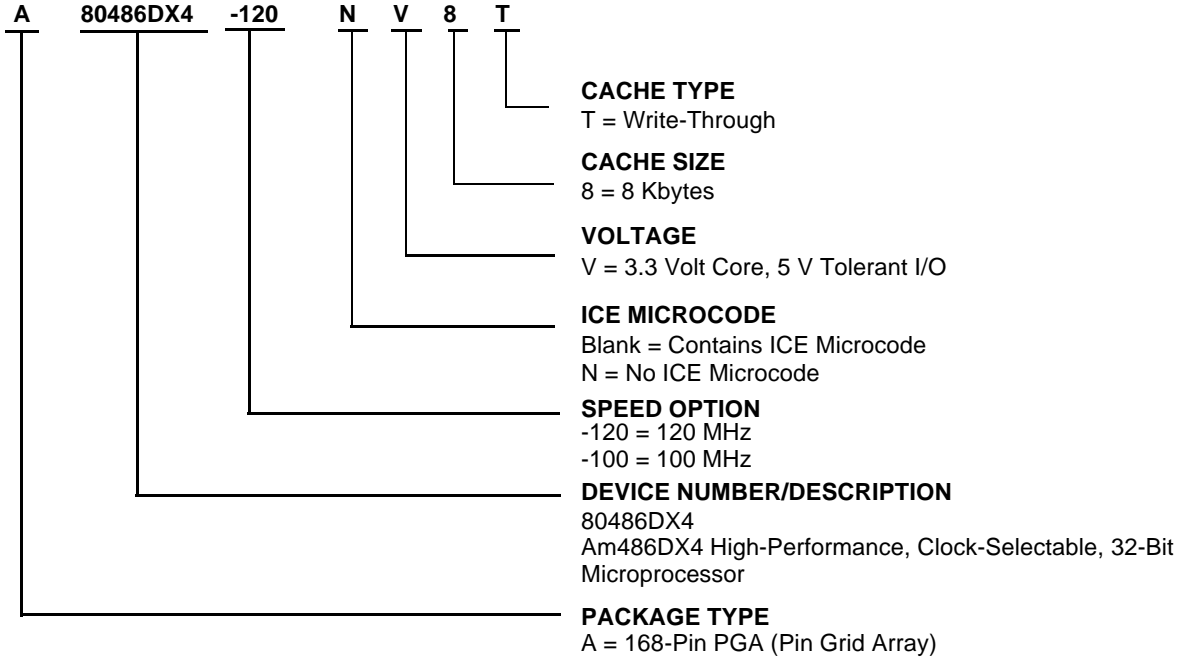 A 80486DX4 -120 N V 8 T
CACHE TYPE
T = Write-Through
CACHE SIZE
8 = 8 Kbytes
VOLTAGE
V = 3.3 Volt Core, 5 V Tolerant I/O
ICE MICROCODE
Blank = Contains ICE Microcode
N = No ICE Microcode
SPEED OPTION
-120 = 120 MHz
-100 = 100 MHz
DEVICE NUMBER/DESCRIPTION
80486DX4
Am486DX4 High-Performance, Clock-Selectable, 32-Bit
Microprocessor
PACKAGE TYPE
A = 168-Pin PGA (Pin Grid Array)